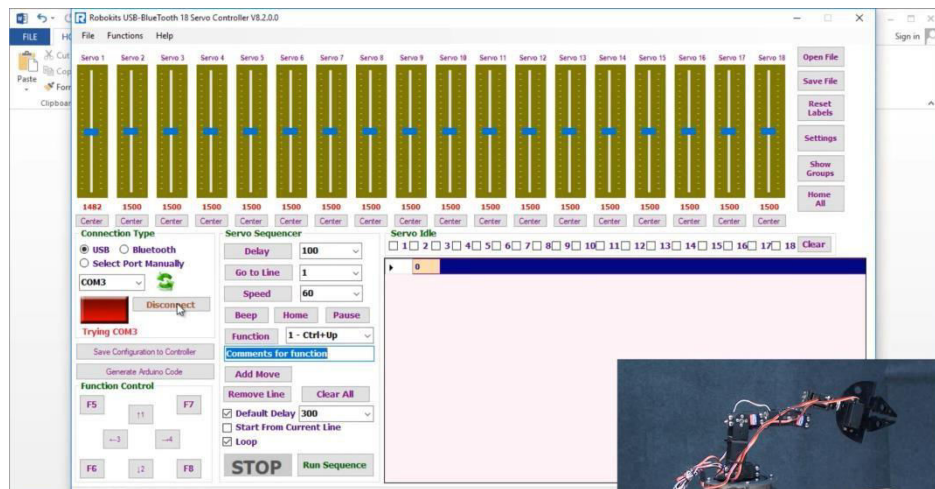 Robokits USB-BlueTooth 18 Servo Controller V8.2.0.0
FILE
Sign in
File Functions Help
Cut
Paste
Servo 1 Servo 2 Servo 3 Servo 4 Servo 5 Servo 6 Servo 7 Servo 8 Servo 9 Servo 10 Servo 11 Servo 12 Servo 13 Servo 14 Servo 15 Servo 16 Servo 17 Servo 18
Open File
Save File
Reset
Labels
Settings
Show
Groups
Home
All
1482 1500 1500 1500 1500 1500 1500 1500 1500 1500 1500 1500 1500 1500 1500 1500 1500 1500
Center Center Center Center Center Center Center Center Center Center Center Center Center Center Center Center Center Center
Connection Type
USB Bluetooth
Select Port Manually
COM3
Disconnect
Trying COM3
Save Configuration to Controller
Generate Arduino Code
Function Control
F5 ↑1 F7
←3 →4
F6 ↓2 F8
Servo Sequencer
Delay 100
Go to Line 1
Speed 60
Beep Home Pause
Function 1 - Ctrl+Up
Comments for function
Add Move
Remove Line Clear All
Default Delay 300
Start From Current Line
Loop
STOP Run Sequence
Servo Idle
1 2 3 4 5 6 7 8 9 10 11 12 13 14 15 16 17 18 Clear
0